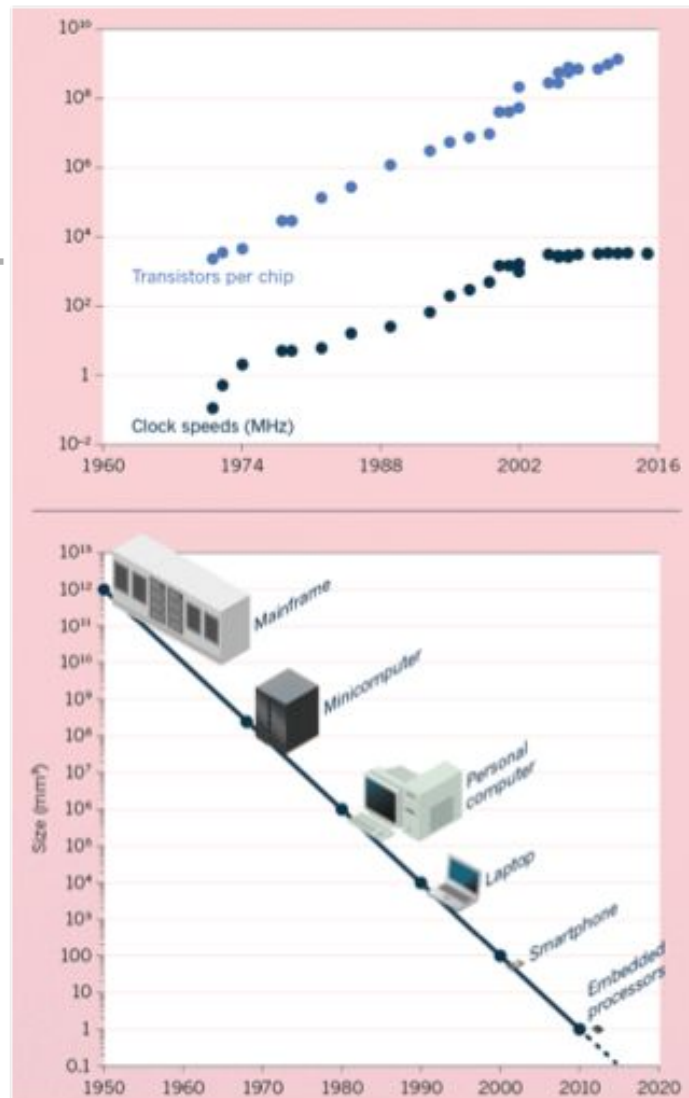 10¹⁰
10⁸
10⁶
10⁴
Transistors per chip
10²
1
Clock speeds (MHz)
10⁻²
1960 1974 1988 2002 2016
10¹³
10¹²
Mainframe
10¹¹
10¹⁰
Minicomputer
10⁹
10⁸
10⁷
Personal
computer
10⁶
Size (mm³)
10⁵
Laptop
10⁴
10³
Smartphone
100
Embedded
processors
10
1
0.1
1950 1960 1970 1980 1990 2000 2010 2020